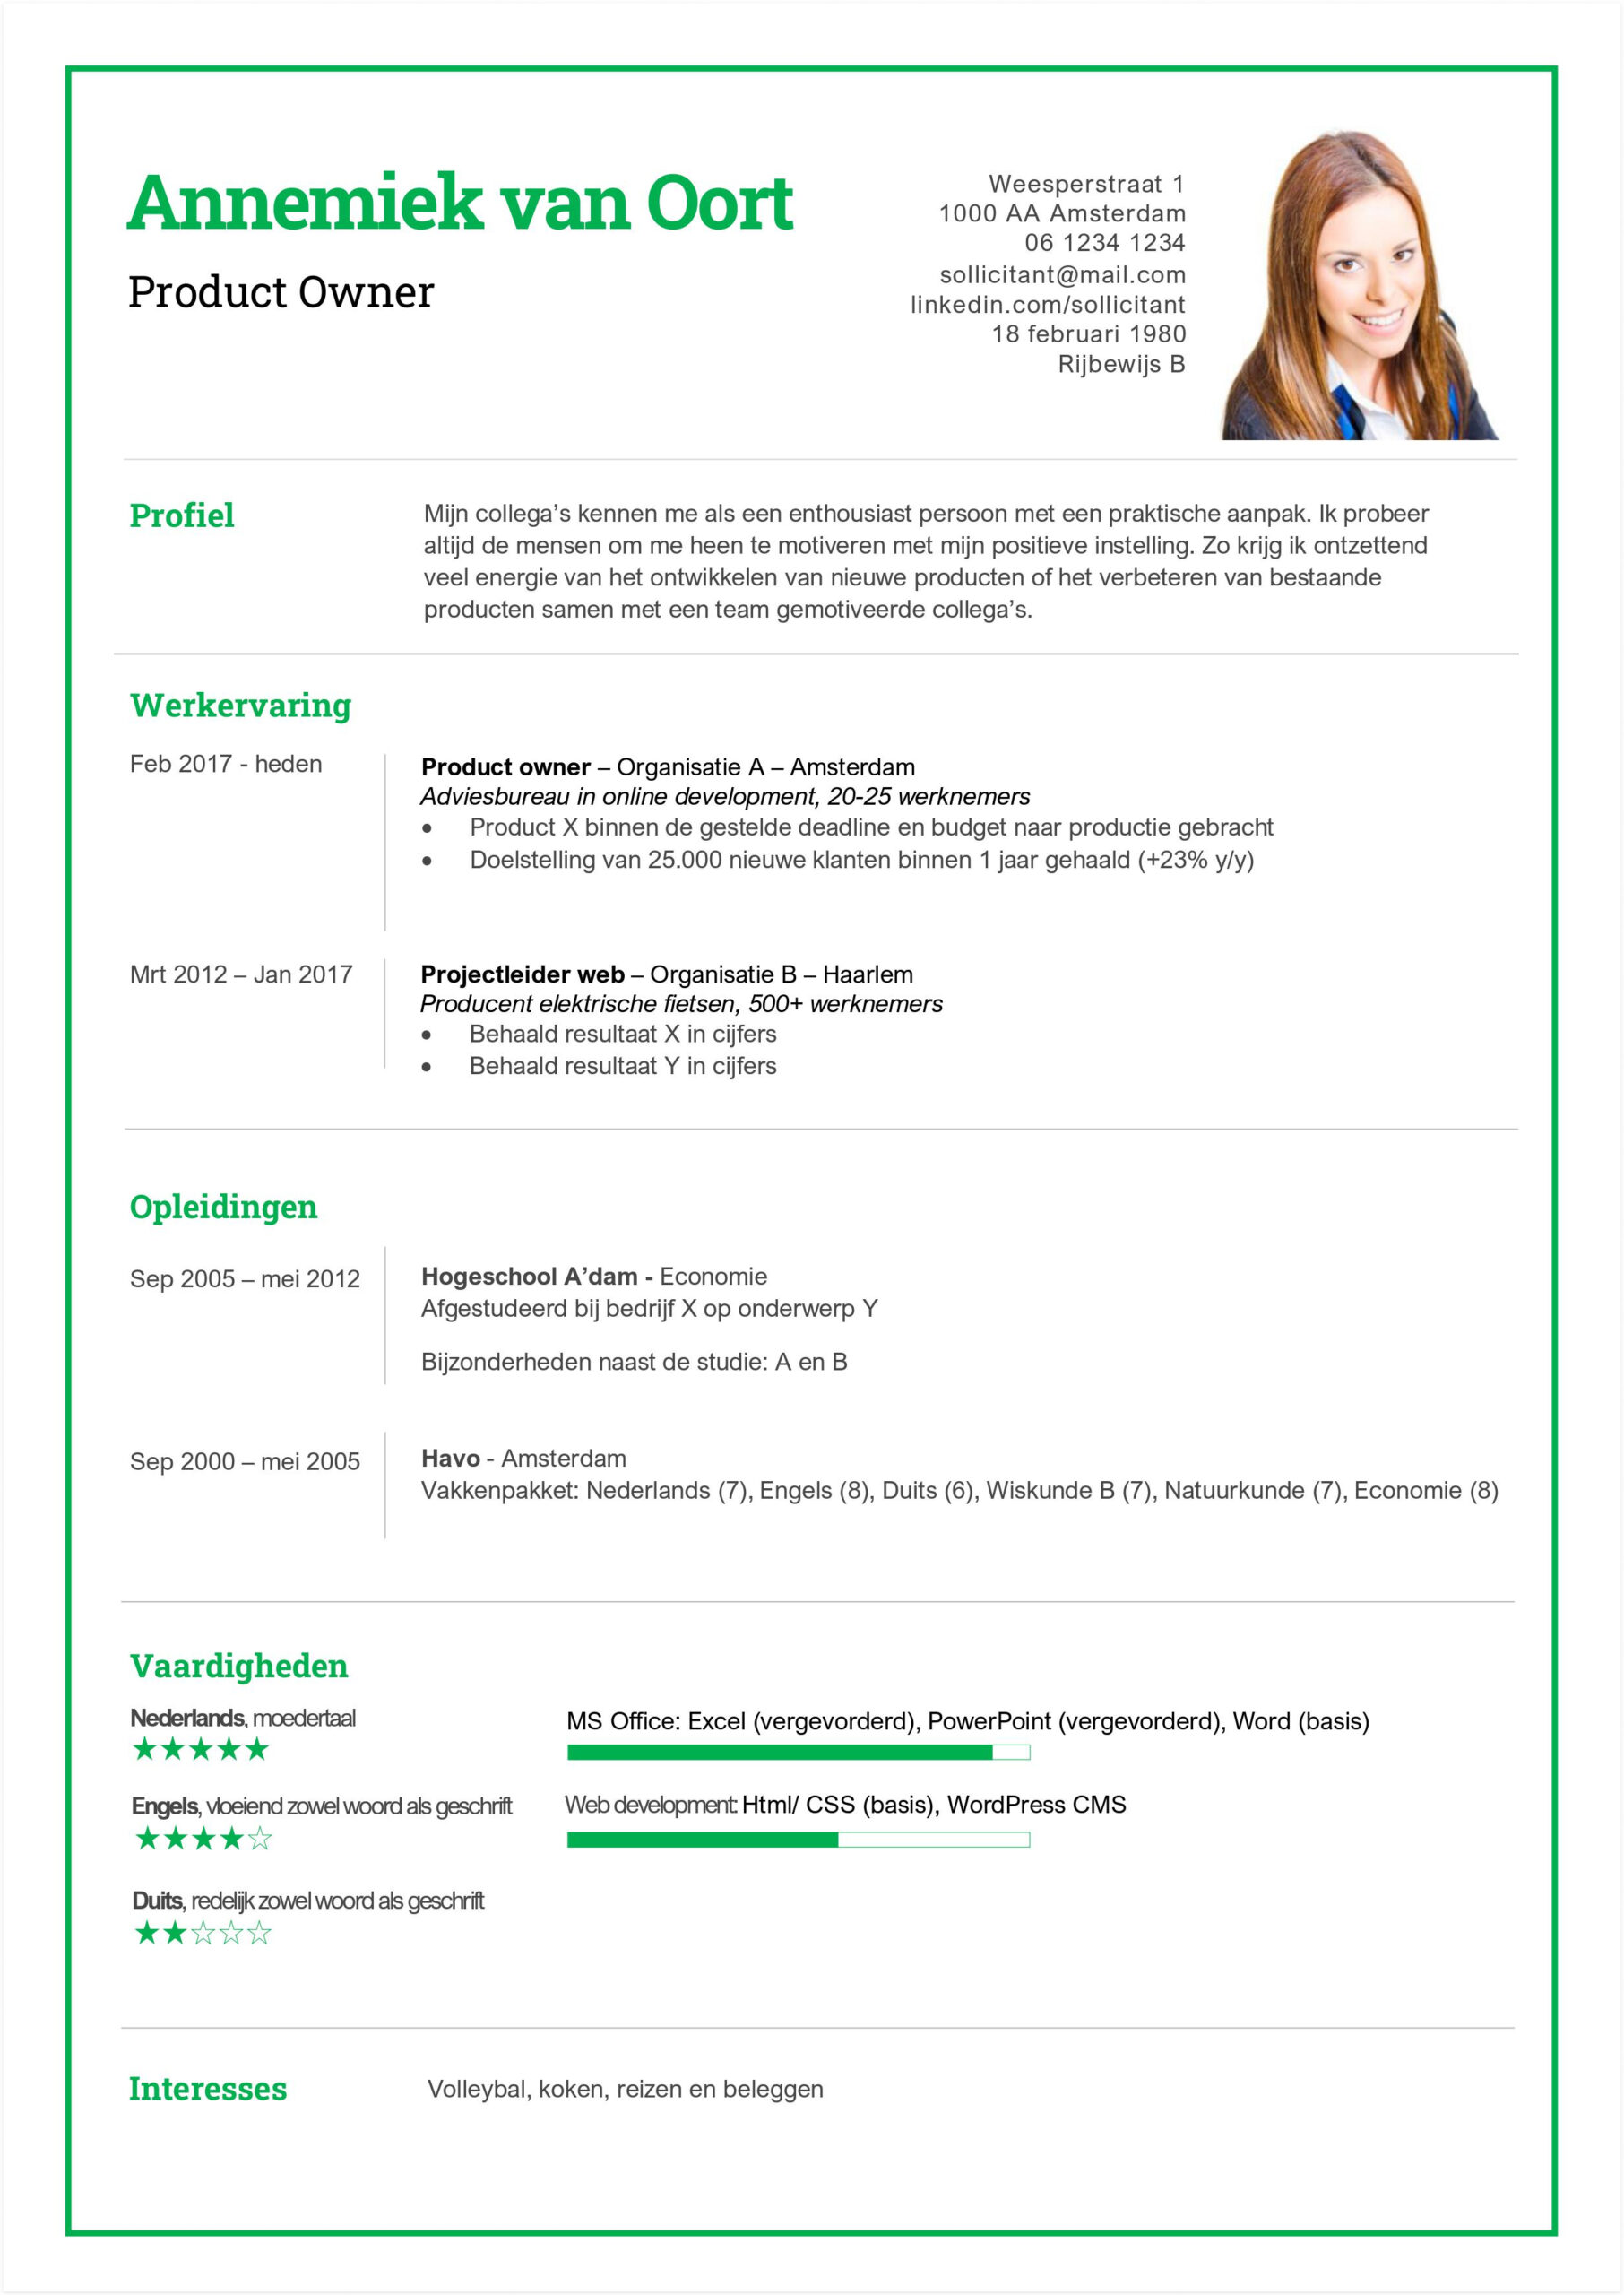 Annemiek van Oort
Product Owner
Weesperstraat 1
1000 AA Amsterdam
06 1234 1234
sollicitant@mail.com
linkedin.com/sollicitant
18 februari 1980
Rijbewijs B
Profiel
Mijn collega’s kennen me als een enthousiast persoon met een praktische aanpak. Ik probeer
altijd de mensen om me heen te motiveren met mijn positieve instelling. Zo krijg ik ontzettend
veel energie van het ontwikkelen van nieuwe producten of het verbeteren van bestaande
producten samen met een team gemotiveerde collega’s.
Werkervaring
Feb 2017 - heden
Product owner – Organisatie A – Amsterdam
Adviesbureau in online development, 20-25 werknemers
• Product X binnen de gestelde deadline en budget naar productie gebracht
• Doelstelling van 25.000 nieuwe klanten binnen 1 jaar gehaald (+23% y/y)
Mrt 2012 – Jan 2017
Projectleider web – Organisatie B – Haarlem
Producent elektrische fietsen, 500+ werknemers
• Behaald resultaat X in cijfers
• Behaald resultaat Y in cijfers
Opleidingen
Sep 2005 – mei 2012
Hogeschool A’dam - Economie
Afgestudeerd bij bedrijf X op onderwerp Y
Bijzonderheden naast de studie: A en B
Sep 2000 – mei 2005
Havo - Amsterdam
Vakkenpakket: Nederlands (7), Engels (8), Duits (6), Wiskunde B (7), Natuurkunde (7), Economie (8)
Vaardigheden
Nederlands, moedertaal
★★★★★
Engels, vloeiend zowel woord als geschrift
★★★★☆
Duits, redelijk zowel woord als geschrift
★★☆☆☆
MS Office: Excel (vergevorderd), PowerPoint (vergevorderd), Word (basis)
Web development: Html/ CSS (basis), WordPress CMS
Interesses
Volleybal, koken, reizen en beleggen